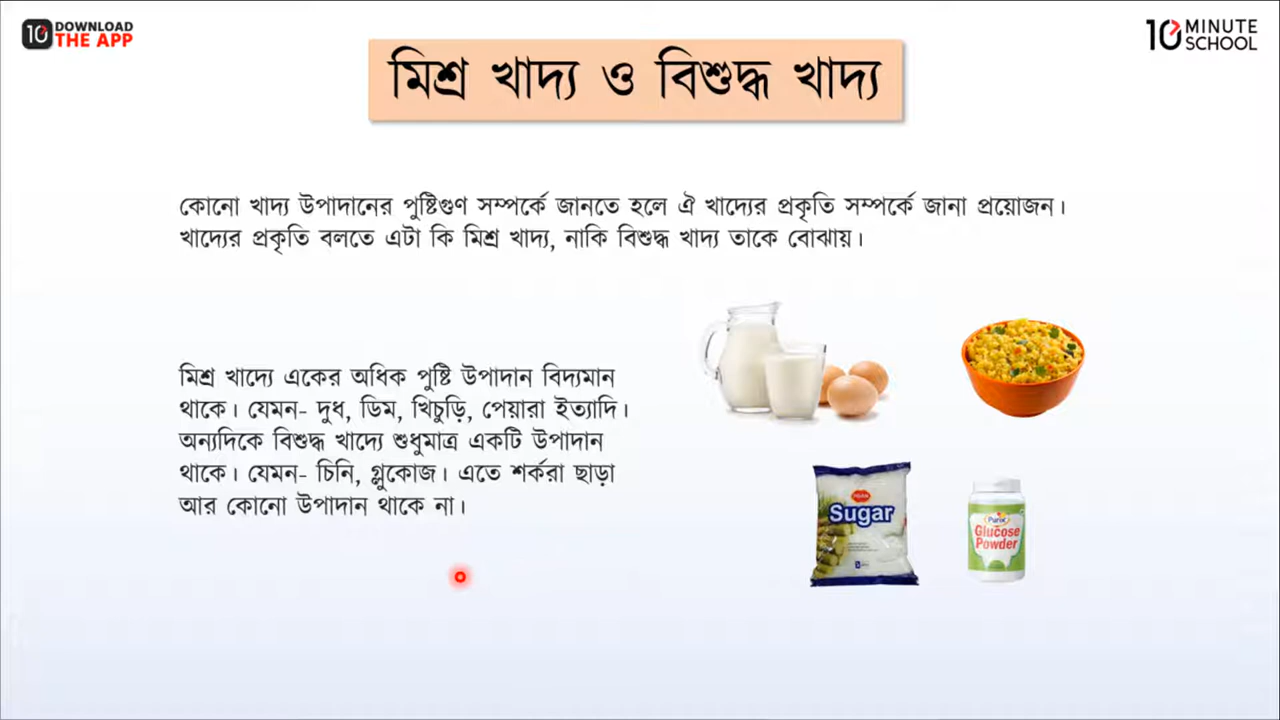 10 DOWNLOAD
THE APP
10 MINUTE
SCHOOL
মিশ্র খাদ্য ও বিশুদ্ধ খাদ্য
কোনো খাদ্য উপাদানের পুষ্টিগুণ সম্পর্কে জানতে হলে ঐ খাদ্যের প্রকৃতি সম্পর্কে জানা প্রয়োজন।
খাদ্যের প্রকৃতি বলতে এটা কি মিশ্র খাদ্য, নাকি বিশুদ্ধ খাদ্য তাকে বোঝায়।
মিশ্র খাদ্যে একের অধিক পুষ্টি উপাদান বিদ্যমান
থাকে। যেমন- দুধ, ডিম, খিচুড়ি, পেয়ারা ইত্যাদি।
অন্যদিকে বিশুদ্ধ খাদ্যে শুধুমাত্র একটি উপাদান
থাকে। যেমন- চিনি, গ্লুকোজ। এতে শর্করা ছাড়া
আর কোনো উপাদান থাকে না।
Sugar
Glucose
Powder